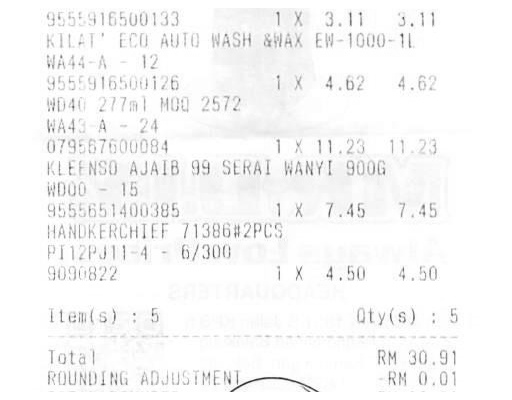 9555916500133 1 X 3.11 3.11
KILAT' ECO AUTO WASH &WAX EW-1000-1L
WA44-A - 12
9555916500126 1 X 4.62 4.62
WD40 277ml MOQ 2572
WA43-A - 24
079567600084 1 X 11.23 11.23
KLEENSO AJAIB 99 SERAI WANYI 900G
WD00 - 15
9555651400385 1 X 7.45 7.45
HANDKERCHIEF 71386#2PCS
PI12PJ11-4 - 6/300
9090822 1 X 4.50 4.50
Item(s) : 5 Qty(s) : 5
Total RM 30.91
ROUNDING ADJUSTMENT -RM 0.01